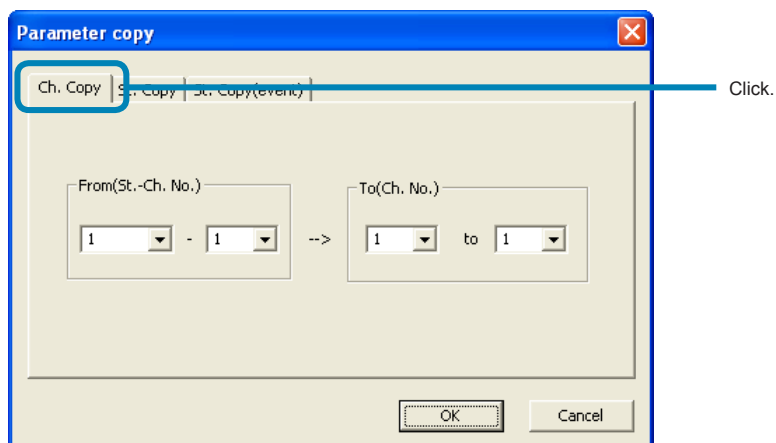 Parameter copy
Ch. Copy St. Copy St. Copy(event) Click.
From(St.-Ch. No.) To(Ch. No.)
1 - 1 --> 1 to 1
OK Cancel